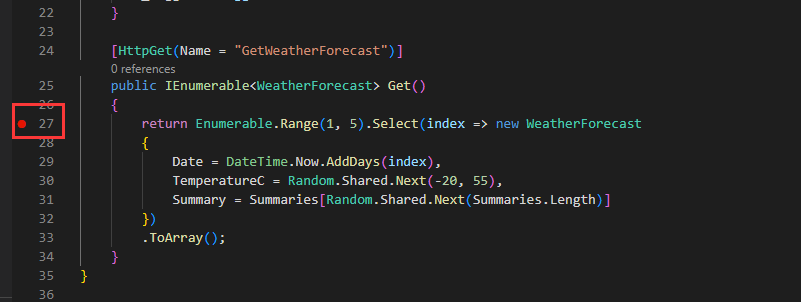 22 }
23
24 [HttpGet(Name = "GetWeatherForecast")]
0 references
25 public IEnumerable<WeatherForecast> Get()
26 {
27 return Enumerable.Range(1, 5).Select(index => new WeatherForecast
28 {
29 Date = DateTime.Now.AddDays(index),
30 TemperatureC = Random.Shared.Next(-20, 55),
31 Summary = Summaries[Random.Shared.Next(Summaries.Length)]
32 })
33 .ToArray();
34 }
35 }
36